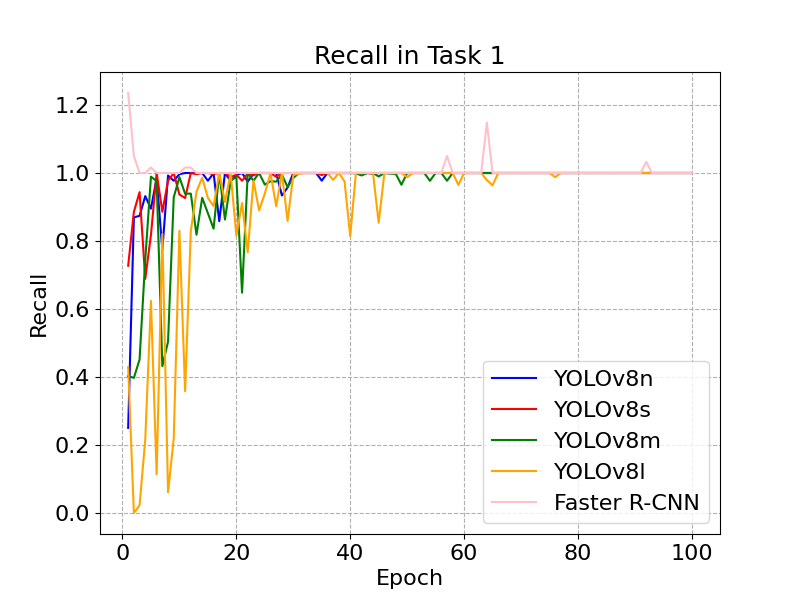 Recall in Task 1
1.2
1.0
0.8
0.6
0.4
0.2
0.0
Recall
YOLOv8n
YOLOv8s
YOLOv8m
YOLOv8l
Faster R-CNN
0 20 40 60 80 100
Epoch